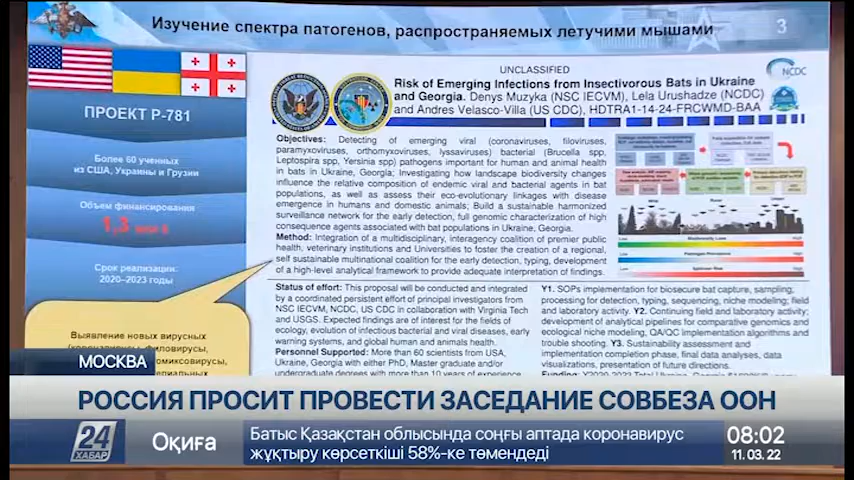 Изучение спектра патогенов, распространяемых летучими мышами
3
ПРОЕКТ P-781
Более 60 ученных
из США, Украины и Грузии
Объем финансирования
1,3
Срок реализации:
2020–2023 годы
Выявление новых вирусных
UNCLASSIFIED
Risk of Emerging Infections from Insectivorous Bats in Ukraine
and Georgia. Denys Muzyka (NSC IECVM), Lela Urushadze (NCDC)
and Andres Velasco-Villa (US CDC), HDTRA1-14-24-FRCWMD-BAA
NCDC
Objectives: Detecting of emerging viral (coronaviruses, filoviruses,
paramyxoviruses, orthomyxoviruses, lyssaviruses) bacterial (Brucella spp,
Leptospira spp, Yersinia spp) pathogens important for human and animal health
in bats in Ukraine, Georgia; Investigating how landscape biodiversity changes
influence the relative composition of endemic viral and bacterial agents in bat
populations, as well as assess their eco-evolutionary linkages with disease
emergence in humans and domestic animals; Build a sustainable harmonized
surveillance network for the early detection, full genomic characterization of high
consequence agents associated with bat populations in Ukraine, Georgia.
Method: Integration of a multidisciplinary, interagency coalition of premier public
health, veterinary institutions and Universities to foster the creation of a regional,
self sustainable multinational coalition for the early detection, typing, development
of a high-level analytical framework to provide adequate interpretation of findings.
Status of effort: This proposal will be conducted and integrated
by a coordinated persistent effort of principal investigators from
NSC IECVM, NCDC, US CDC in collaboration with Virginia Tech
and USGS. Expected findings are of interest for the fields of
ecology, evolution of infectious bacterial and viral diseases, early
warning systems, and global human and animals health.
Personnel Supported: More than 60 scientists from USA,
Ukraine, Georgia with either PhD, Master graduate and/or
undergraduate degrees with more than 10 years of experience
Y1. SOPs implementation for biosecure bat capture, sampling;
processing for detection, typing, sequencing, niche modeling; field
and laboratory activity. Y2. Continuing field and laboratory activity;
development of analytical pipelines for comparative genomics and
ecological niche modeling, QA/QC implementation algorithms and
trouble shooting. Y3. Sustainability assessment and
implementation completion phase, final data analyses, data
visualizations, presentation of future directions.
МОСКВА
РОССИЯ ПРОСИТ ПРОВЕСТИ ЗАСЕДАНИЕ СОВБЕЗА ООН
24
ХАБАР
Оқиға
Батыс Қазақстан облысында соңғы аптада коронавирус
жұқтыру көрсеткіші 58%-ке төмендеді
08:02
11.03.22